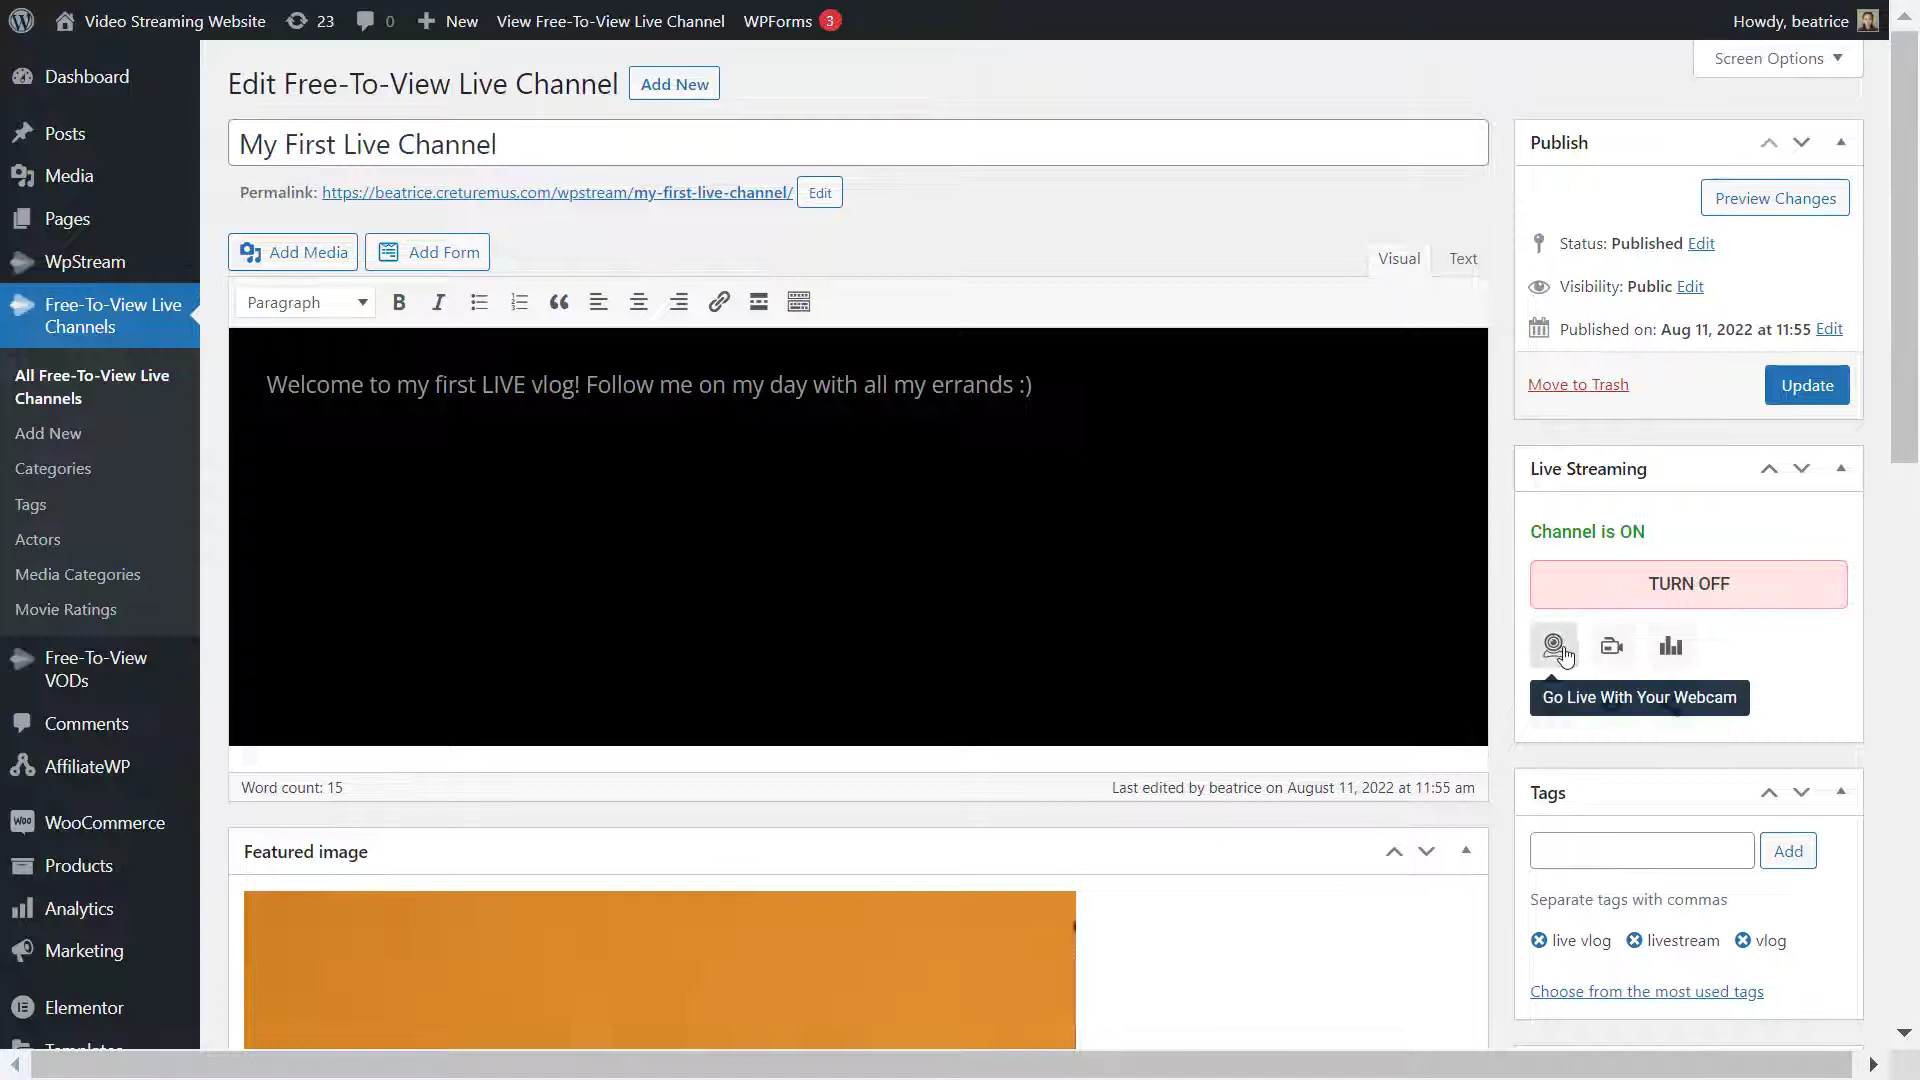 Video Streaming Website 23 0 New View Free-To-View Live Channel WPForms 3 Howdy, beatrice
Screen Options
Dashboard
Posts
Media
Pages
WpStream
Free-To-View Live
Channels
All Free-To-View Live
Channels
Add New
Categories
Tags
Actors
Media Categories
Movie Ratings
Free-To-View
VODs
Comments
AffiliateWP
Woo WooCommerce
Products
Analytics
Marketing
Elementor
Templates
Edit Free-To-View Live Channel Add New
My First Live Channel
Permalink: https://beatrice.creturemus.com/wpstream/my-first-live-channel/ Edit
Add Media Add Form
Visual Text
Paragraph B I
Welcome to my first LIVE vlog! Follow me on my day with all my errands :)
Word count: 15 Last edited by beatrice on August 11, 2022 at 11:55 am
Featured image
Publish
Preview Changes
Status: Published Edit
Visibility: Public Edit
Published on: Aug 11, 2022 at 11:55 Edit
Move to Trash Update
Live Streaming
Channel is ON
TURN OFF
Go Live With Your Webcam
Tags
Add
Separate tags with commas
live vlog livestream vlog
Choose from the most used tags